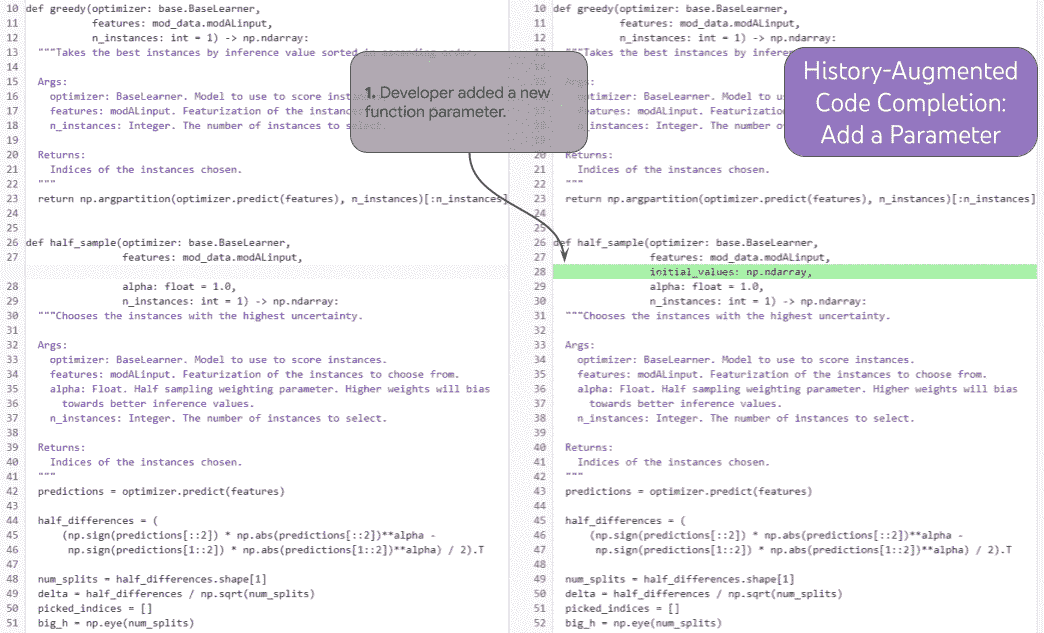 10 def greedy(optimizer: base.BaseLearner,
11 features: mod_data.modALinput,
12 n_instances: int = 1) -> np.ndarray:
13 """Takes the best instances by inference value sorted in ascending order.
14
15 Args:
16 optimizer: BaseLearner. Model to use to score
17 features: modALinput. Featurization of the
18 n_instances: Integer. The number of instances to select.
19
20 Returns:
21 Indices of the instances chosen.
22 """
23 return np.argpartition(optimizer.predict(features), n_instances)[:n_instances]
24
25
26 def half_sample(optimizer: base.BaseLearner,
27 features: mod_data.modALinput,
28 alpha: float = 1.0,
29 n_instances: int = 1) -> np.ndarray:
30 """Chooses the instances with the highest uncertainty.
31
32 Args:
33 optimizer: BaseLearner. Model to use to score instances.
34 features: modALinput. Featurization of the instances to choose from.
35 alpha: Float. Half sampling weighting parameter. Higher weights will bias
36 towards better inference values.
37 n_instances: Integer. The number of instances to select.
38
39 Returns:
40 Indices of the instances chosen.
41 """
42 predictions = optimizer.predict(features)
43
44 half_differences = (
45 (np.sign(predictions[::2]) * np.abs(predictions[::2])**alpha -
46 np.sign(predictions[1::2]) * np.abs(predictions[1::2])**alpha) / 2).T
47
48 num_splits = half_differences.shape[1]
49 delta = half_differences / np.sqrt(num_splits)
50 picked_indices = []
51 big_h = np.eye(num_splits)
1. Developer added a new
function parameter.
10 def greedy(optimizer: base.BaseLearner,
11 features: mod_data.modALinput,
12 n_instances: int = 1) -> np.ndarray:
13 """Takes the best instances by
14
15 Args:
16 optimizer: BaseLearner. Model to
17 features: modALinput.
18 n_instances: Integer. The number
19
20 Returns:
21 Indices of the instances chosen.
22 """
23 return np.argpartition(optimizer.predict(features), n_instances)[:n_instances]
24
25
26 def half_sample(optimizer: base.BaseLearner,
27 features: mod_data.modALinput,
28 initial_values: np.ndarray,
29 alpha: float = 1.0,
30 n_instances: int = 1) -> np.ndarray:
31 """Chooses the instances with the highest uncertainty.
32
33 Args:
34 optimizer: BaseLearner. Model to use to score instances.
35 features: modALinput. Featurization of the instances to choose from.
36 alpha: Float. Half sampling weighting parameter. Higher weights will bias
37 towards better inference values.
38 n_instances: Integer. The number of instances to select.
39
40 Returns:
41 Indices of the instances chosen.
42 """
43 predictions = optimizer.predict(features)
44
45 half_differences = (
46 (np.sign(predictions[::2]) * np.abs(predictions[::2])**alpha -
47 np.sign(predictions[1::2]) * np.abs(predictions[1::2])**alpha) / 2).T
48
49 num_splits = half_differences.shape[1]
50 delta = half_differences / np.sqrt(num_splits)
51 picked_indices = []
52 big_h = np.eye(num_splits)
History-Augmented
Code Completion:
Add a Parameter